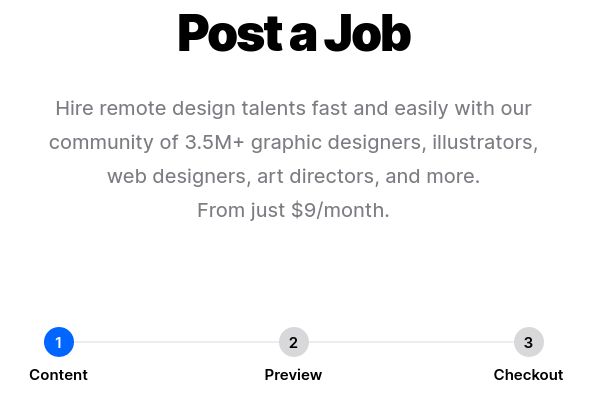 Post a Job
Hire remote design talents fast and easily with our
community of 3.5M+ graphic designers, illustrators,
web designers, art directors, and more.
From just $9/month.
1 2 3
Content Preview Checkout